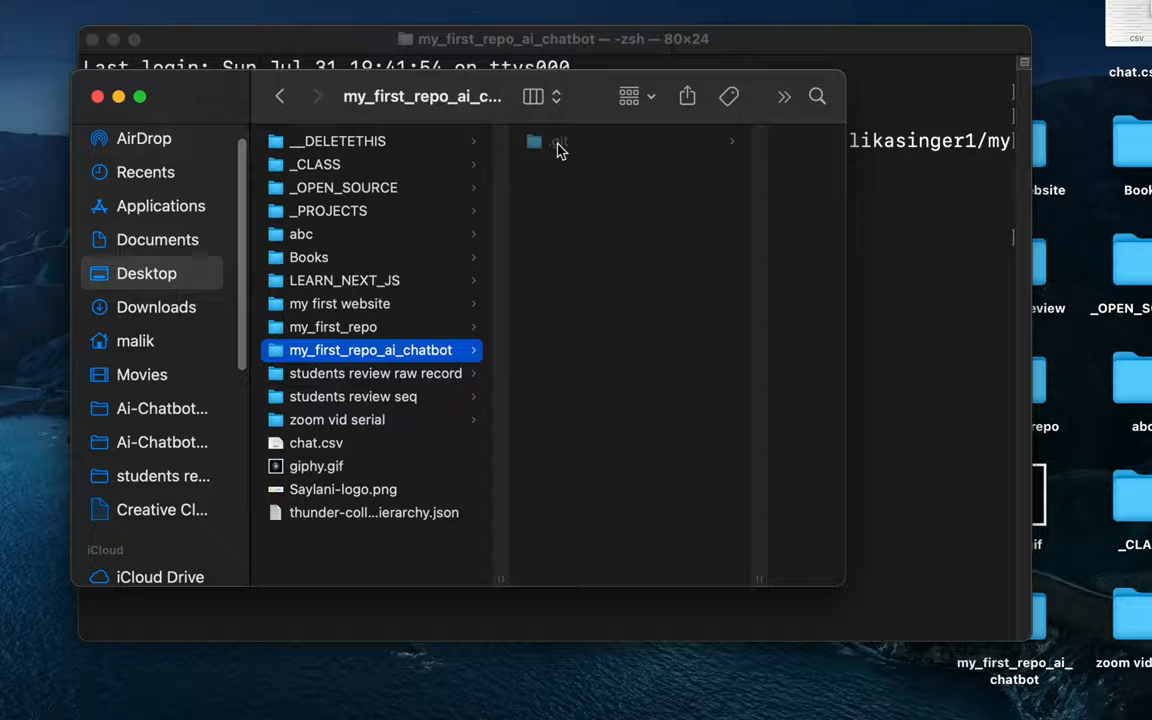 my_first_repo_ai_chatbot — -zsh — 80×24
Last login: Sun Jul 31 19:41:54 on ttys000
my_first_repo_ai_c...
AirDrop
Recents
Applications
Documents
Desktop
Downloads
malik
Movies
Ai-Chatbot...
Ai-Chatbot...
students re...
Creative Cl...
iCloud
iCloud Drive
__DELETETHIS
_CLASS
_OPEN_SOURCE
_PROJECTS
abc
Books
LEARN_NEXT_JS
my first website
my_first_repo
my_first_repo_ai_chatbot
students review raw record
students review seq
zoom vid serial
chat.csv
giphy.gif
Saylani-logo.png
thunder-coll...ierarchy.json
.git
]
]
likasinger1/my
]
csv
chat.cs
bsite
Book
eview
_OPEN_SO
epo
abc
if
_CLA
my_first_repo_ai_
chatbot
zoom vid